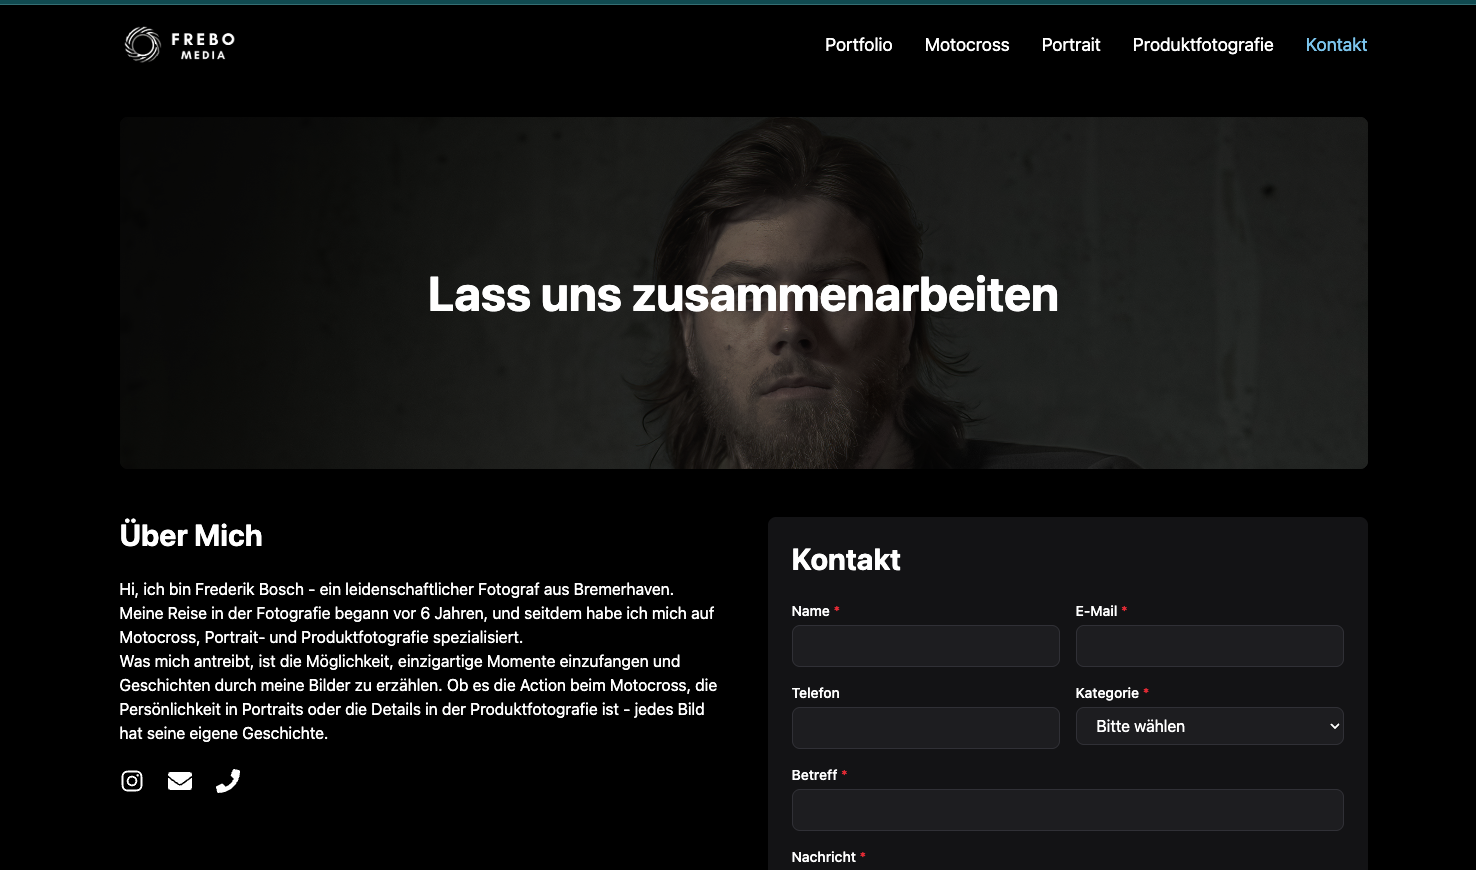 FREBO
MEDIA
Portfolio
Motocross
Portrait
Produktfotografie
Kontakt
Lass uns zusammenarbeiten
Über Mich
Hi, ich bin Frederik Bosch - ein leidenschaftlicher Fotograf aus Bremerhaven.
Meine Reise in der Fotografie begann vor 6 Jahren, und seitdem habe ich mich auf
Motocross, Portrait- und Produktfotografie spezialisiert.
Was mich antreibt, ist die Möglichkeit, einzigartige Momente einzufangen und
Geschichten durch meine Bilder zu erzählen. Ob es die Action beim Motocross, die
Persönlichkeit in Portraits oder die Details in der Produktfotografie ist - jedes Bild
hat seine eigene Geschichte.
Kontakt
Name *
E-Mail *
Telefon
Kategorie *
Bitte wählen
Betreff *
Nachricht *